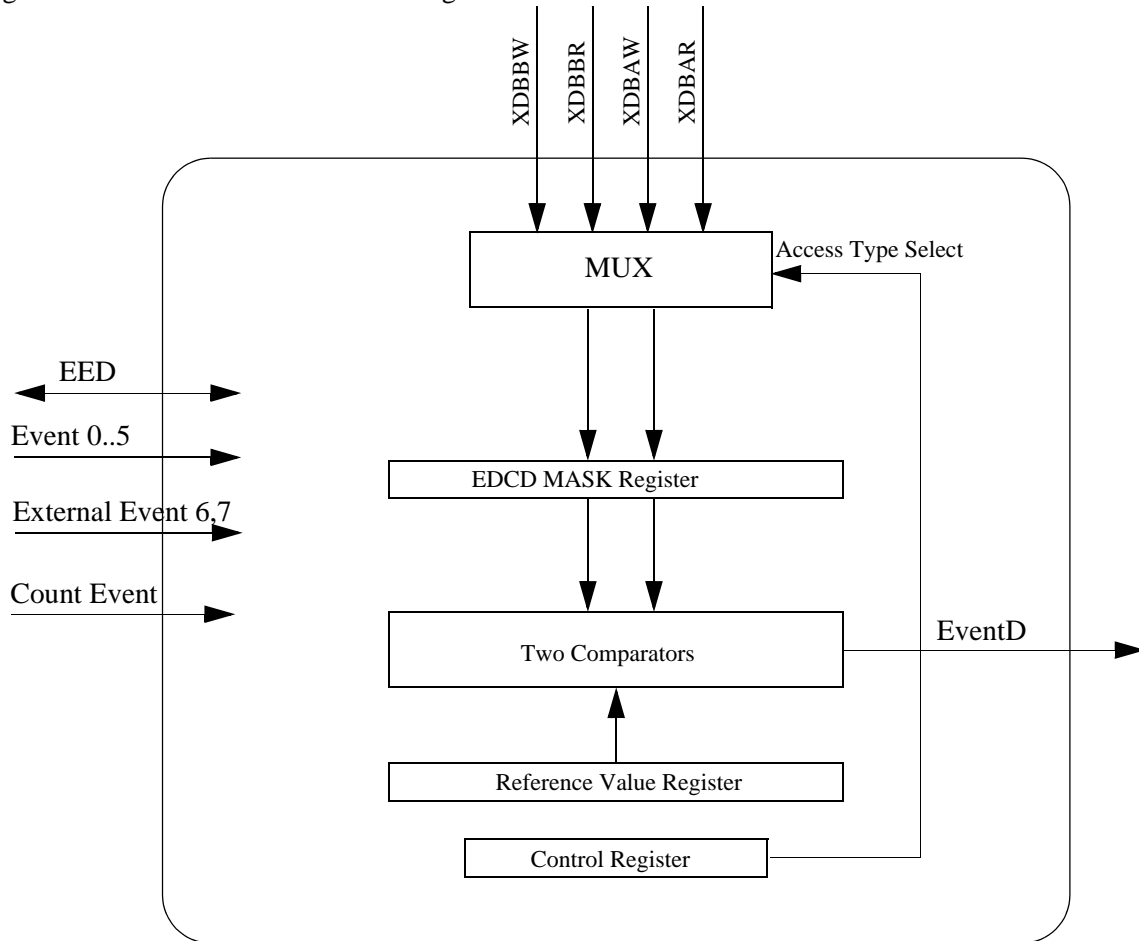 XDBBW
XDBBR
XDBAW
XDBAR
MUX
Access Type Select
EED
Event 0..5
EDCD MASK Register
External Event 6,7
Count Event
EventD
Two Comparators
Reference Value Register
Control Register